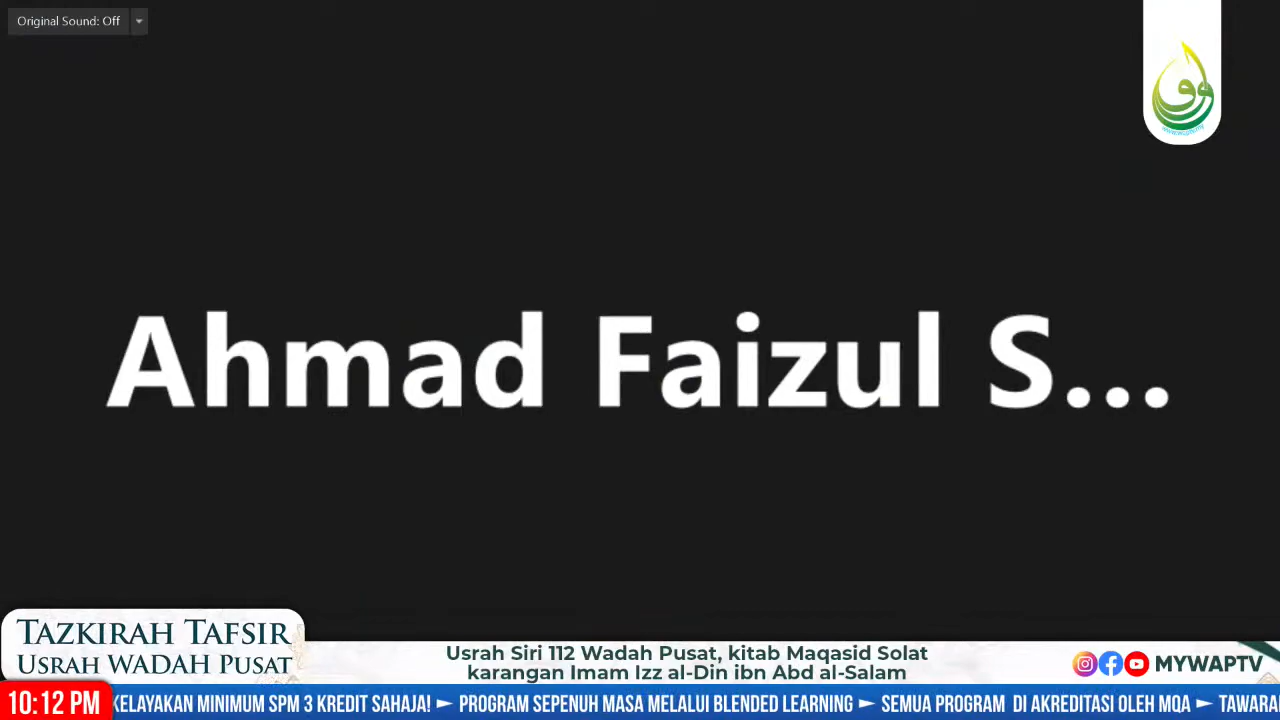 Original Sound: Off
Ahmad Faizul S...
TAZKIRAH TAFSIR
USRAH WADAH PUSAT
Usrah Siri 112 Wadah Pusat, kitab Maqasid Solat
karangan Imam Izz al-Din ibn Abd al-Salam
MYWAPTV
10:12 PM
KELAYAKAN MINIMUM SPM 3 KREDIT SAHAJA! ► PROGRAM SEPENUH MASA MELALUI BLENDED LEARNING ► SEMUA PROGRAM DI AKREDITASI OLEH MQA ► TAWARA